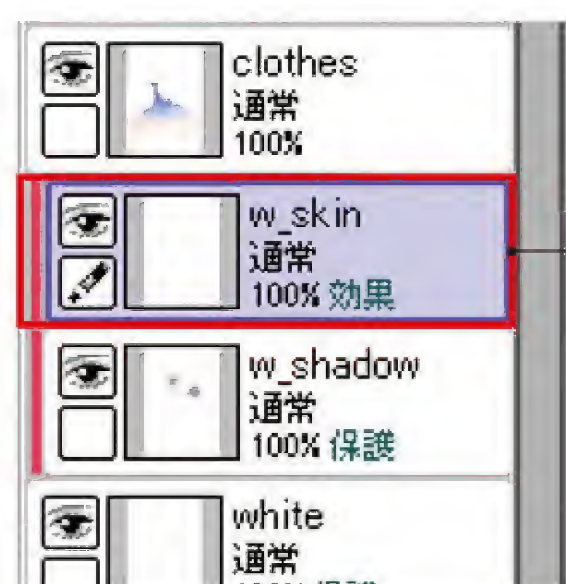 clothes
通常
100%
w_skin
通常
100% 効果
w_shadow
通常
100% 保護
white
通常